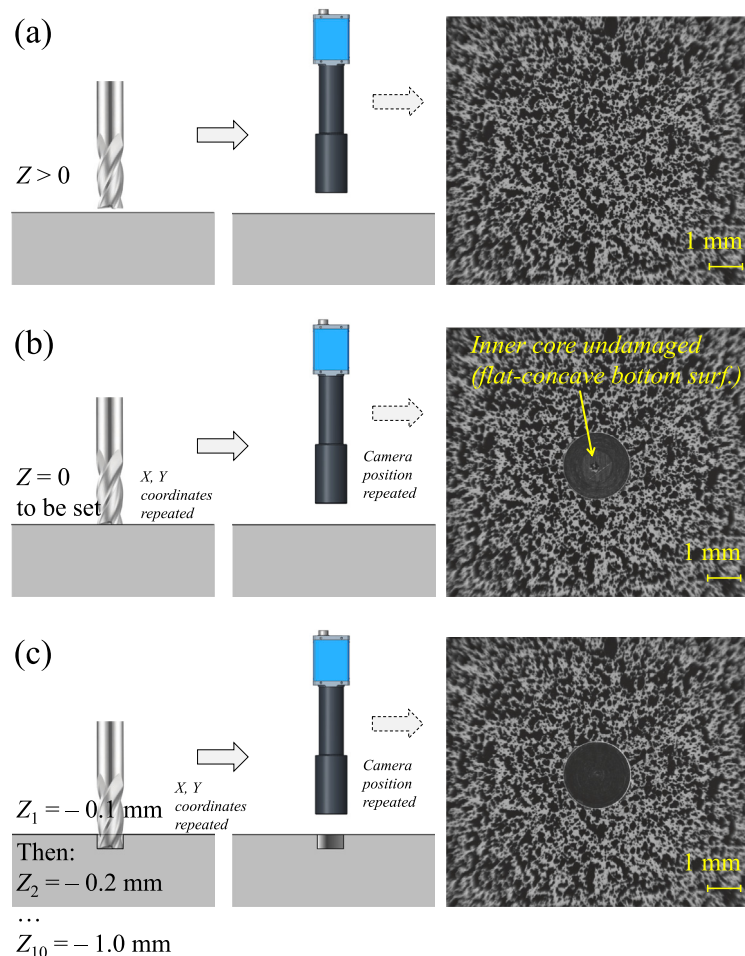 (a)
Z > 0
1 mm
(b)
Inner core undamaged
(flat-concave bottom surf.)
Z = 0
to be set
X, Y
coordinates
repeated
Camera
position
repeated
1 mm
(c)
Z1 = – 0.1 mm
X, Y
coordinates
repeated
Camera
position
repeated
Then:
Z2 = – 0.2 mm
…
Z10 = – 1.0 mm
1 mm